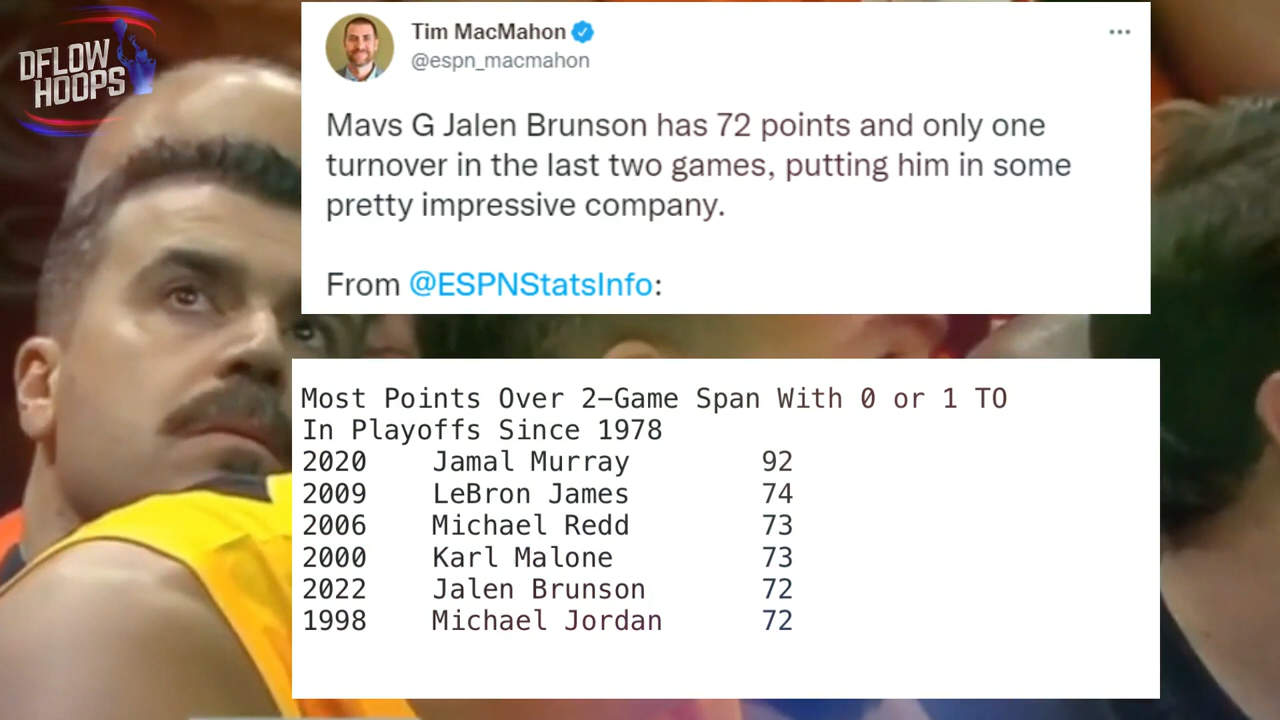 DFLOW
HOOPS
Tim MacMahon
@espn_macmahon
Mavs G Jalen Brunson has 72 points and only one
turnover in the last two games, putting him in some
pretty impressive company.
From @ESPNStatsInfo:
Most Points Over 2-Game Span With 0 or 1 TO
In Playoffs Since 1978
2020 Jamal Murray 92
2009 LeBron James 74
2006 Michael Redd 73
2000 Karl Malone 73
2022 Jalen Brunson 72
1998 Michael Jordan 72